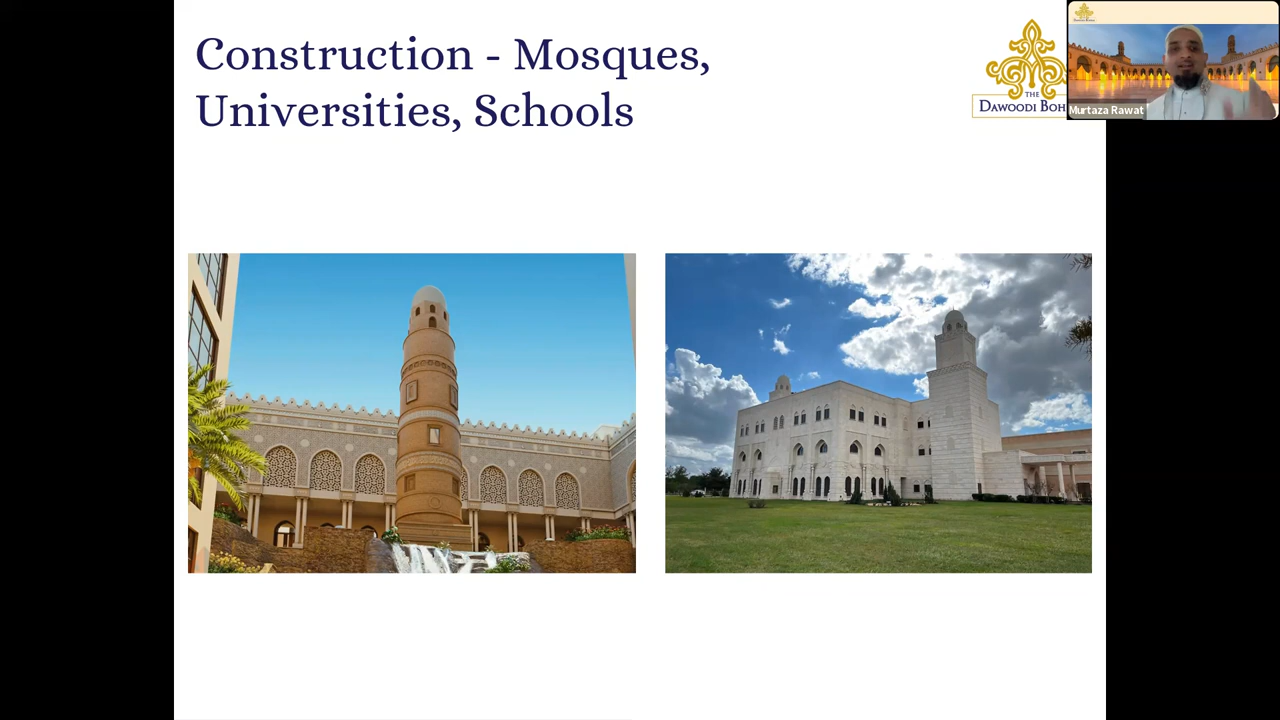 Construction - Mosques,
Universities, Schools
THE
DAWOODI BOH
Murtaza Rawat